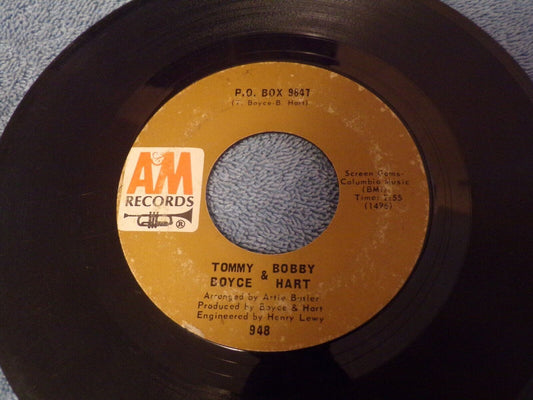 P.O. BOX 9847
(T. Boyce-B. Hart)
A&M
RECORDS
®
Screen Gems-
Columbia Music
(BMI)
Time: 2:55
(1496)
TOMMY BOBBY
&
BOYCE HART
Arranged by Artie Butler
Produced by Boyce & Hart
Engineered by Henry Lewy
948